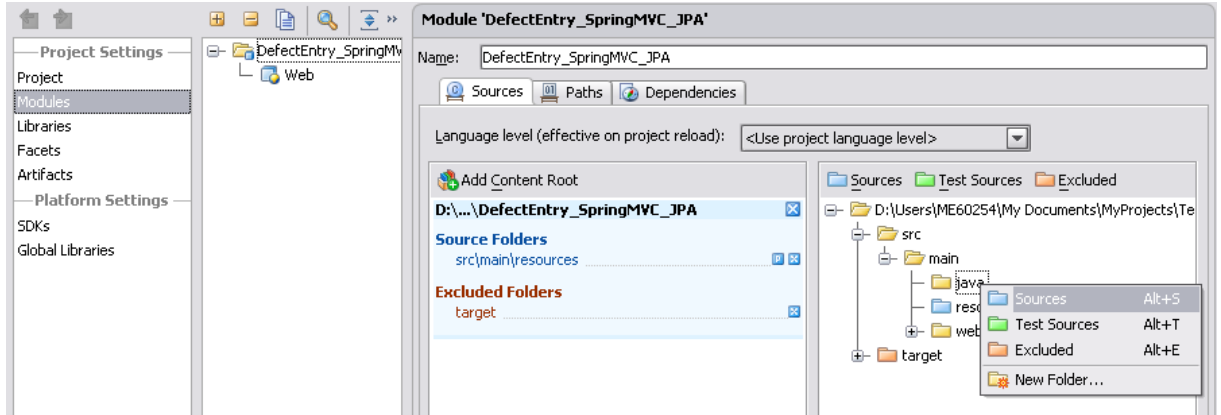 Project Settings
Project
Modules
Libraries
Facets
Artifacts
Platform Settings
SDKs
Global Libraries
DefectEntry_SpringMV
Web
Module 'DefectEntry_SpringMVC_JPA'
Name: DefectEntry_SpringMVC_JPA
Sources Paths Dependencies
Language level (effective on project reload): <Use project language level>
Add Content Root
D:\...\DefectEntry_SpringMVC_JPA
Source Folders
src\main\resources
Excluded Folders
target
Sources Test Sources Excluded
D:\Users\ME60254\My Documents\MyProjects\Te
src
main
java
reso
web
target
Sources Alt+S
Test Sources Alt+T
Excluded Alt+E
New Folder...